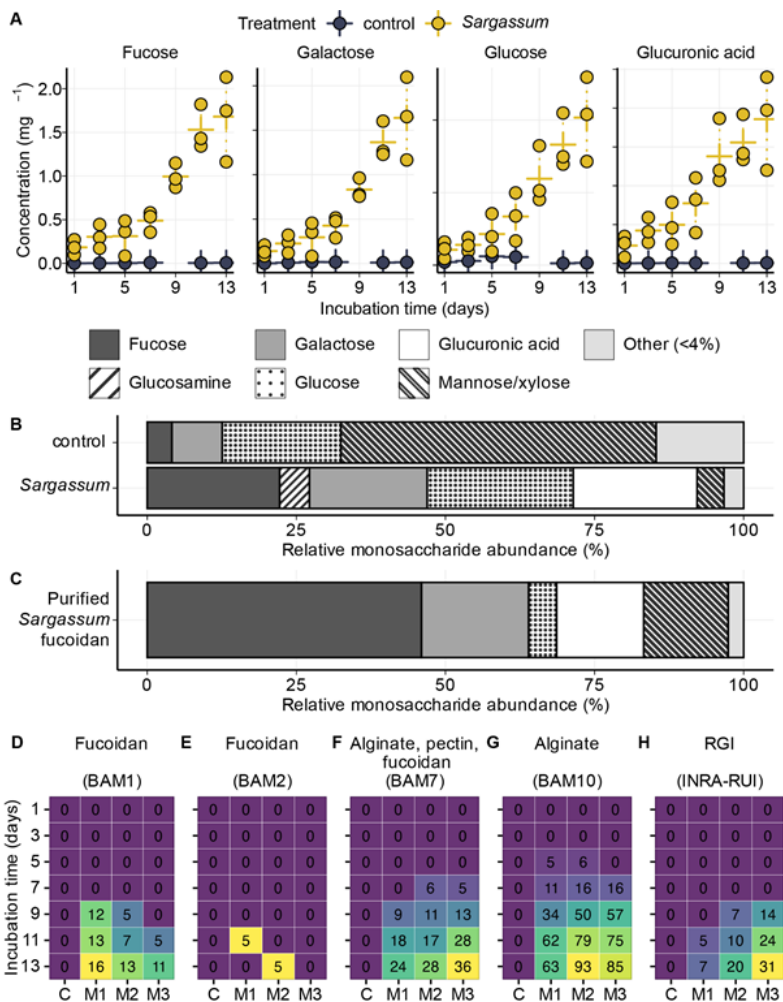 A Treatment control Sargassum
Fucose Galactose Glucose Glucuronic acid
Concentration (mg ⁻¹)
2.0
1.5
1.0
0.5
0.0
1 5 9 13 1 5 9 13 1 5 9 13 1 5 9 13
Incubation time (days)
Fucose Galactose Glucuronic acid Other (<4%)
Glucosamine Glucose Mannose/xylose
B
control
Sargassum
0 25 50 75 100
Relative monosaccharide abundance (%)
C
Purified
Sargassum
fucoidan
0 25 50 75 100
Relative monosaccharide abundance (%)
D Fucoidan E Fucoidan F Alginate, pectin, G Alginate H RGI
fucoidan
(BAM1) (BAM2) (BAM7) (BAM10) (INRA-RUI)
Incubation time (days)
1 0 0 0 0 0 0 0 0 0 0 0 0 0 0 0 0 0 0 0 0
3 0 0 0 0 0 0 0 0 0 0 0 0 0 0 0 0 0 0 0 0
5 0 0 0 0 0 0 0 0 0 0 0 0 0 5 6 0 0 0 0 0
7 0 0 0 0 0 0 0 0 0 0 6 5 0 11 16 16 0 0 0 0
9 0 12 5 0 0 0 0 0 0 9 11 13 0 34 50 57 0 0 7 14
11 0 13 7 5 0 5 0 0 0 18 17 28 0 62 79 75 0 5 10 24
13 0 16 13 11 0 0 5 0 0 24 28 36 0 63 93 85 0 7 20 31
C M1 M2 M3 C M1 M2 M3 C M1 M2 M3 C M1 M2 M3 C M1 M2 M3